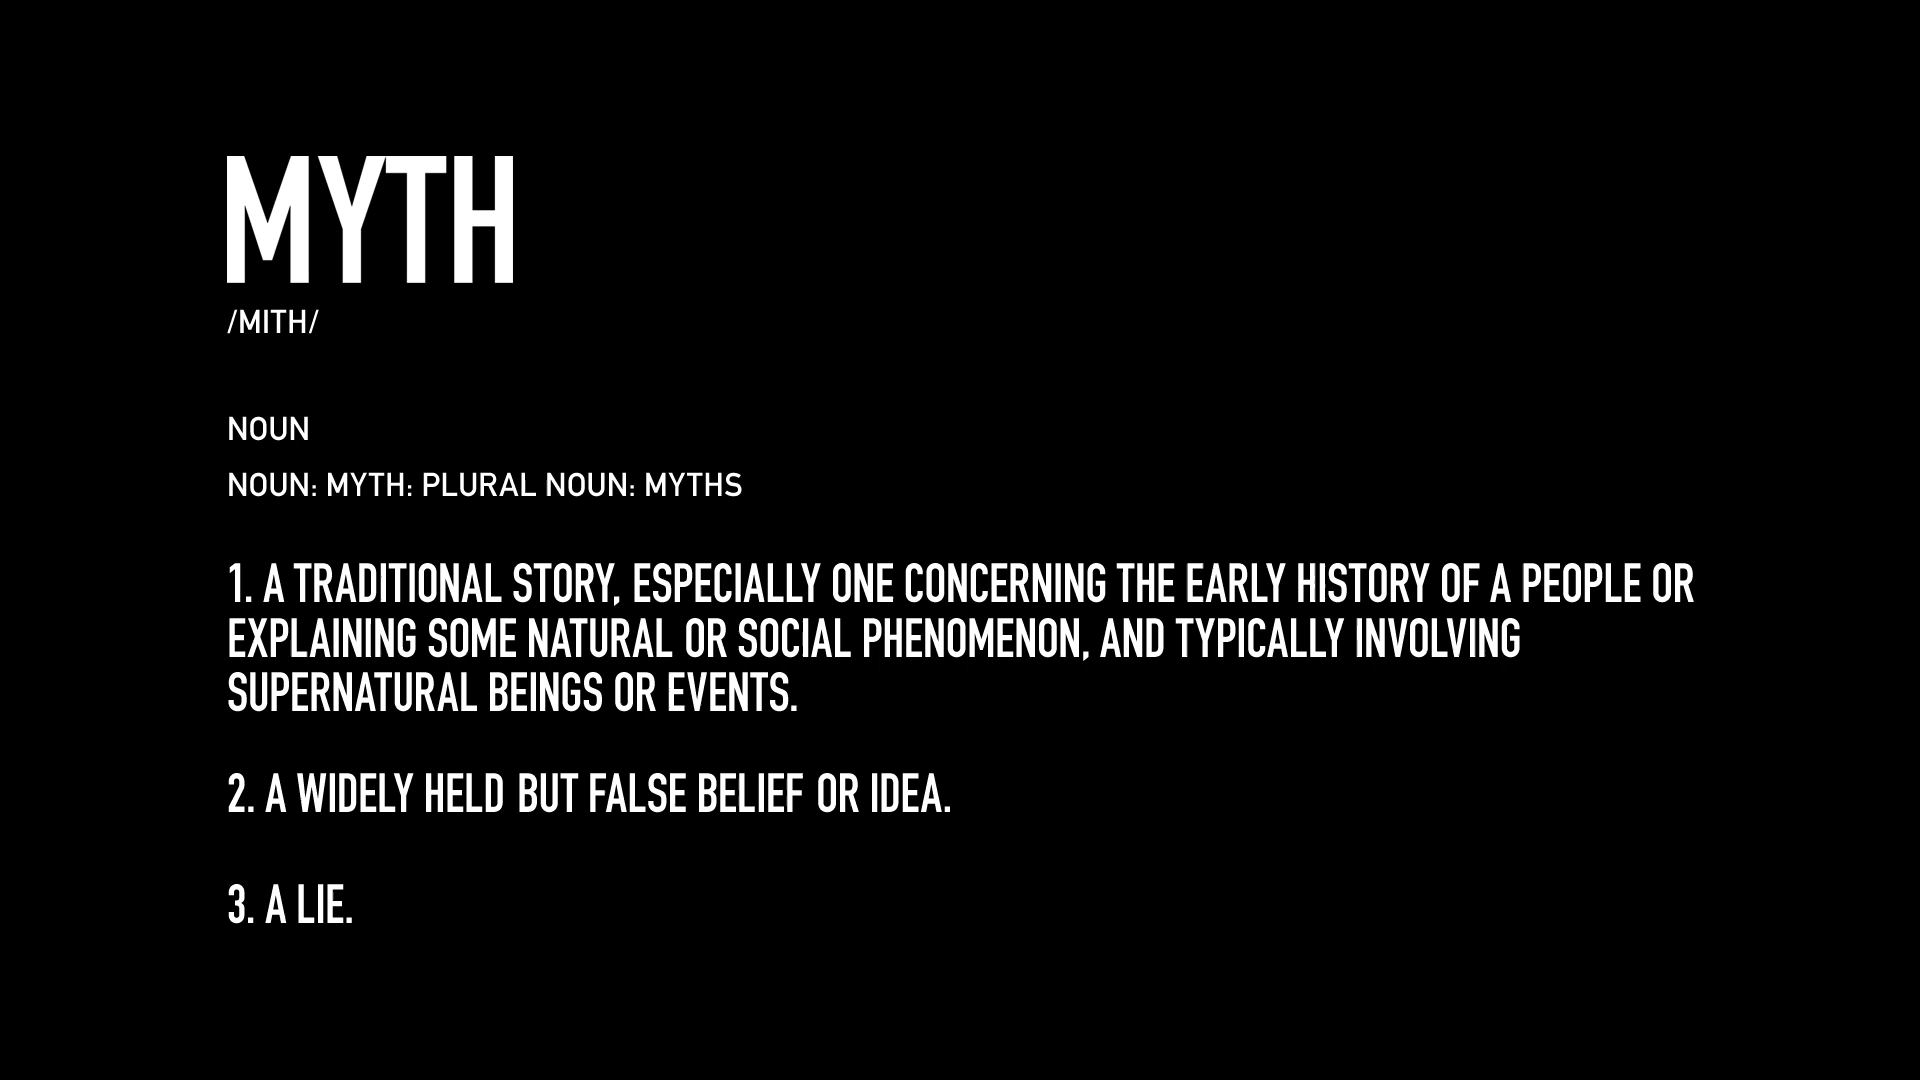 MYTH
/MITH/
NOUN
NOUN: MYTH: PLURAL NOUN: MYTHS
1. A TRADITIONAL STORY, ESPECIALLY ONE CONCERNING THE EARLY HISTORY OF A PEOPLE OR
EXPLAINING SOME NATURAL OR SOCIAL PHENOMENON, AND TYPICALLY INVOLVING
SUPERNATURAL BEINGS OR EVENTS.
2. A WIDELY HELD BUT FALSE BELIEF OR IDEA.
3. A LIE.